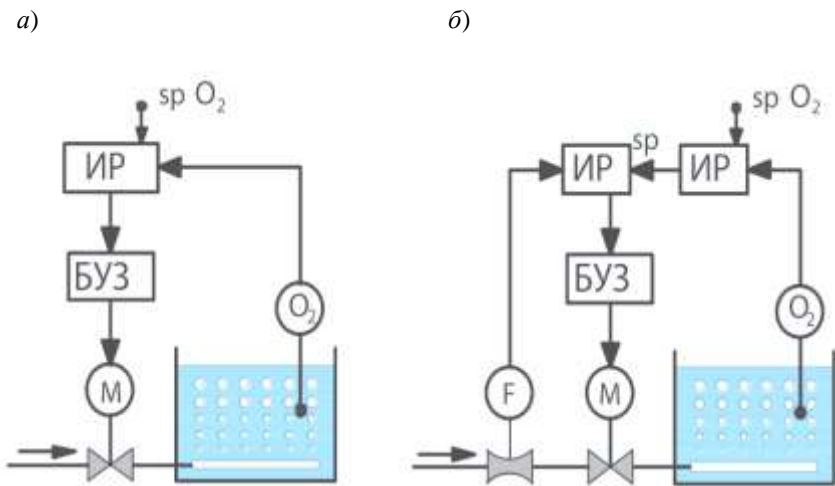 а) б)
sp O₂ sp O₂
ИР ИР sp ИР
БУЗ БУЗ
O₂ O₂
M F M